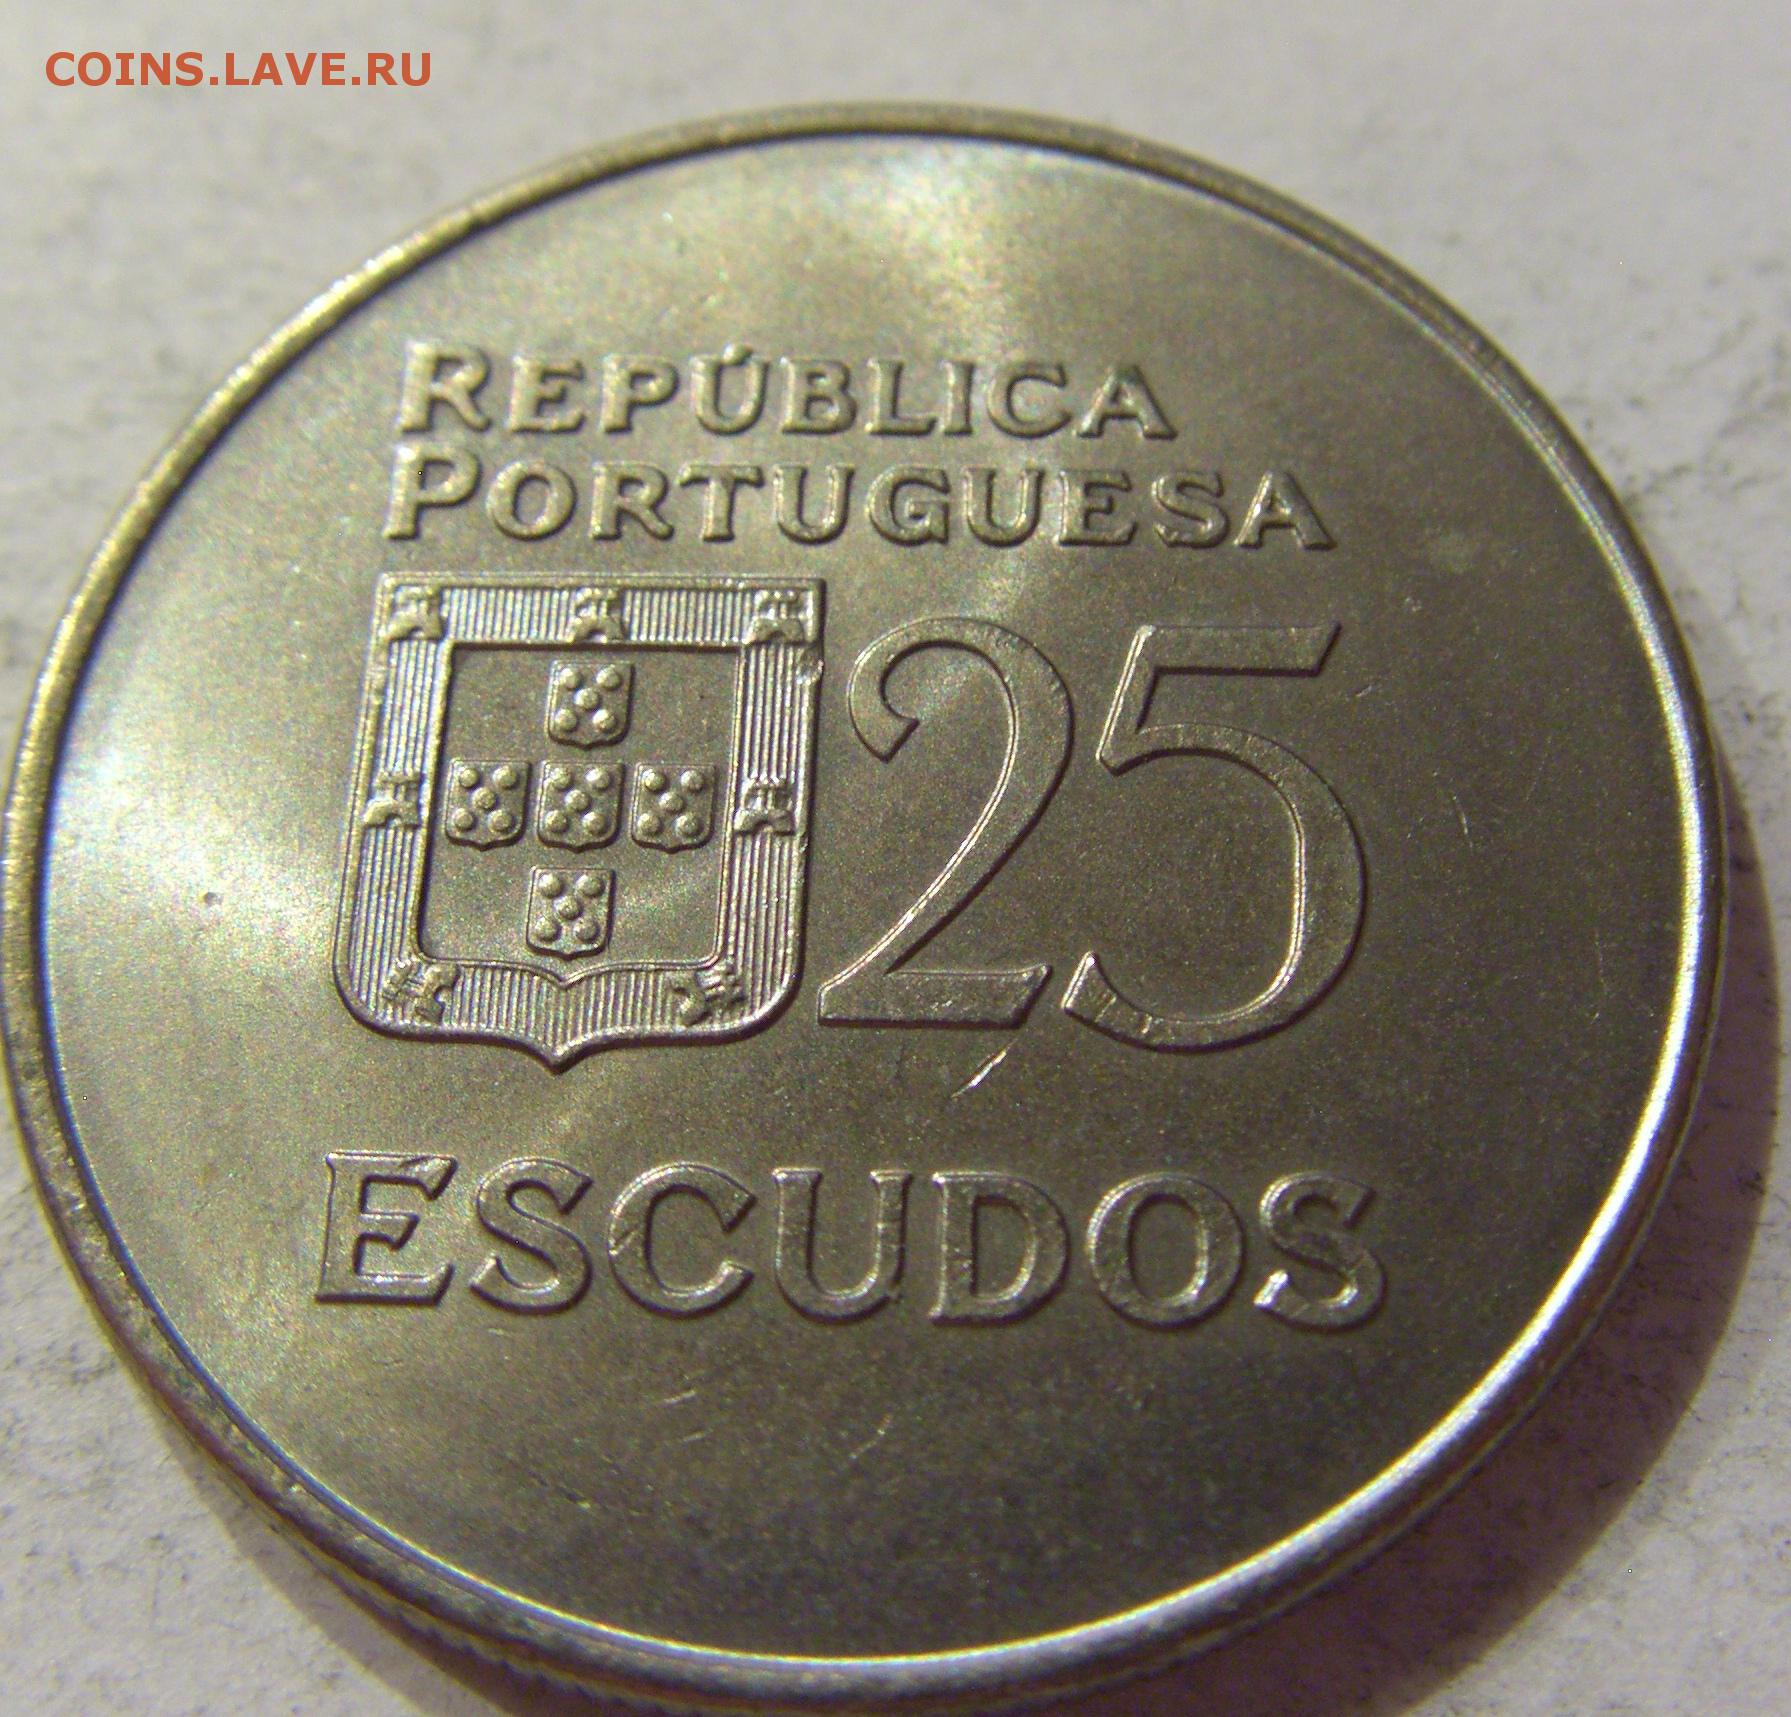 COINS.LAVE.RU
REPÚBLICA
PORTUGUESA
25
ESCUDOS